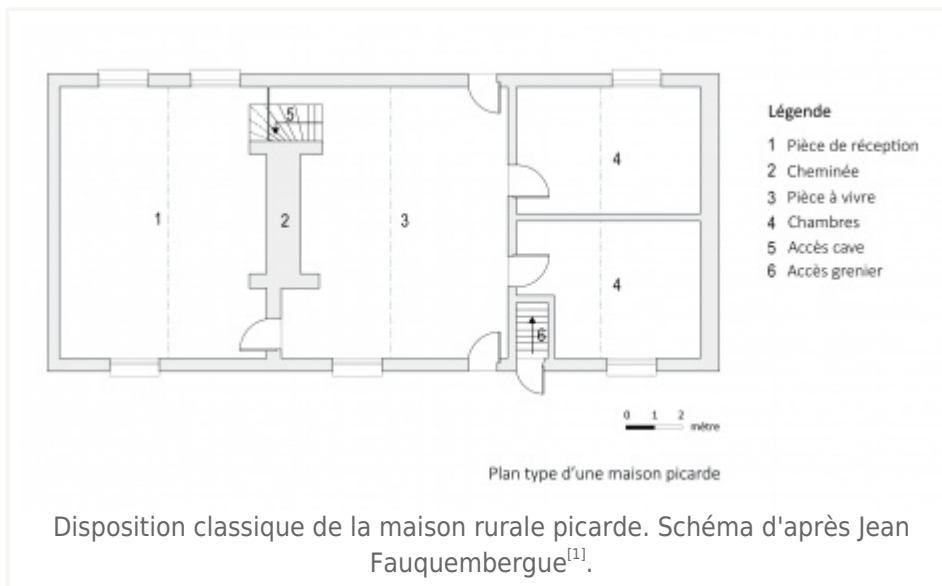 5
4
1
2
3
4
6
Légende
1 Pièce de réception
2 Cheminée
3 Pièce à vivre
4 Chambres
5 Accès cave
6 Accès grenier
0 1 2
mètre
Plan type d'une maison picarde
Disposition classique de la maison rurale picarde. Schéma d'après Jean
Fauquembergue[1].